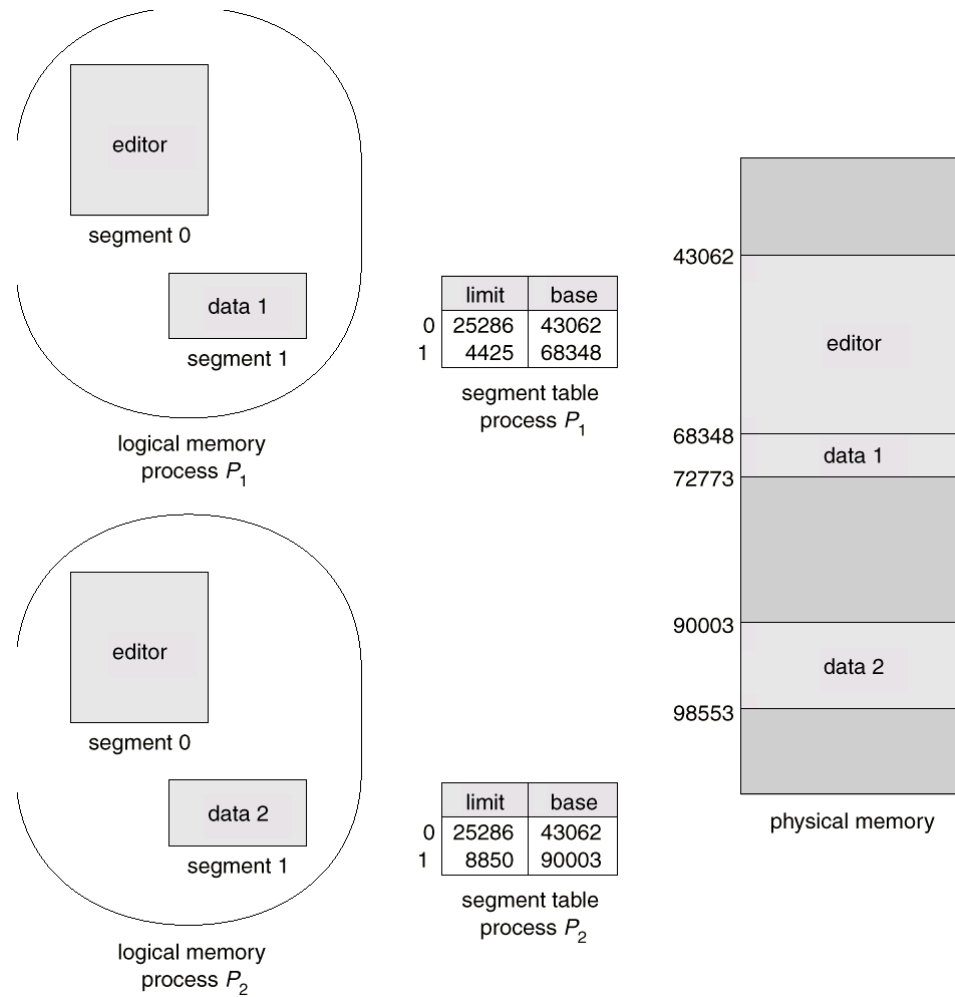 editor
segment 0
data 1
segment 1
logical memory
process P1
limit base
0 25286 43062
1 4425 68348
segment table
process P1
editor
segment 0
data 2
segment 1
logical memory
process P2
limit base
0 25286 43062
1 8850 90003
segment table
process P2
43062
editor
68348
data 1
72773
90003
data 2
98553
physical memory